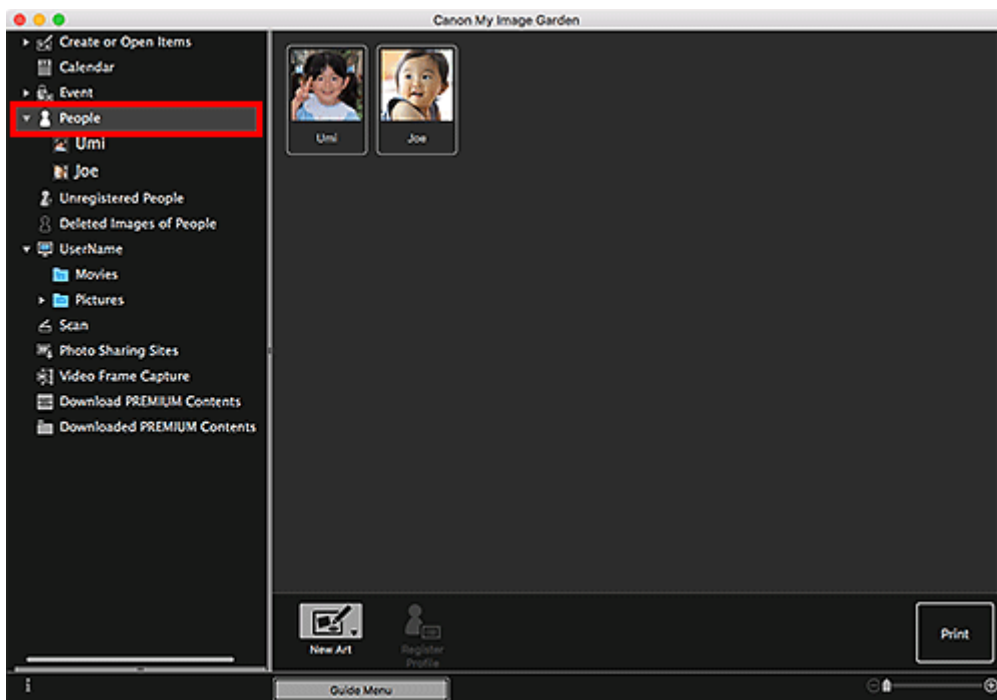 Canon My Image Garden
Create or Open Items
Calendar
Event
People
Umi
Joe
Unregistered People
Deleted Images of People
UserName
Movies
Pictures
Scan
Photo Sharing Sites
Video Frame Capture
Download PREMIUM Contents
Downloaded PREMIUM Contents
Umi
Joe
New Art
Register
Profile
Print
Guide Menu